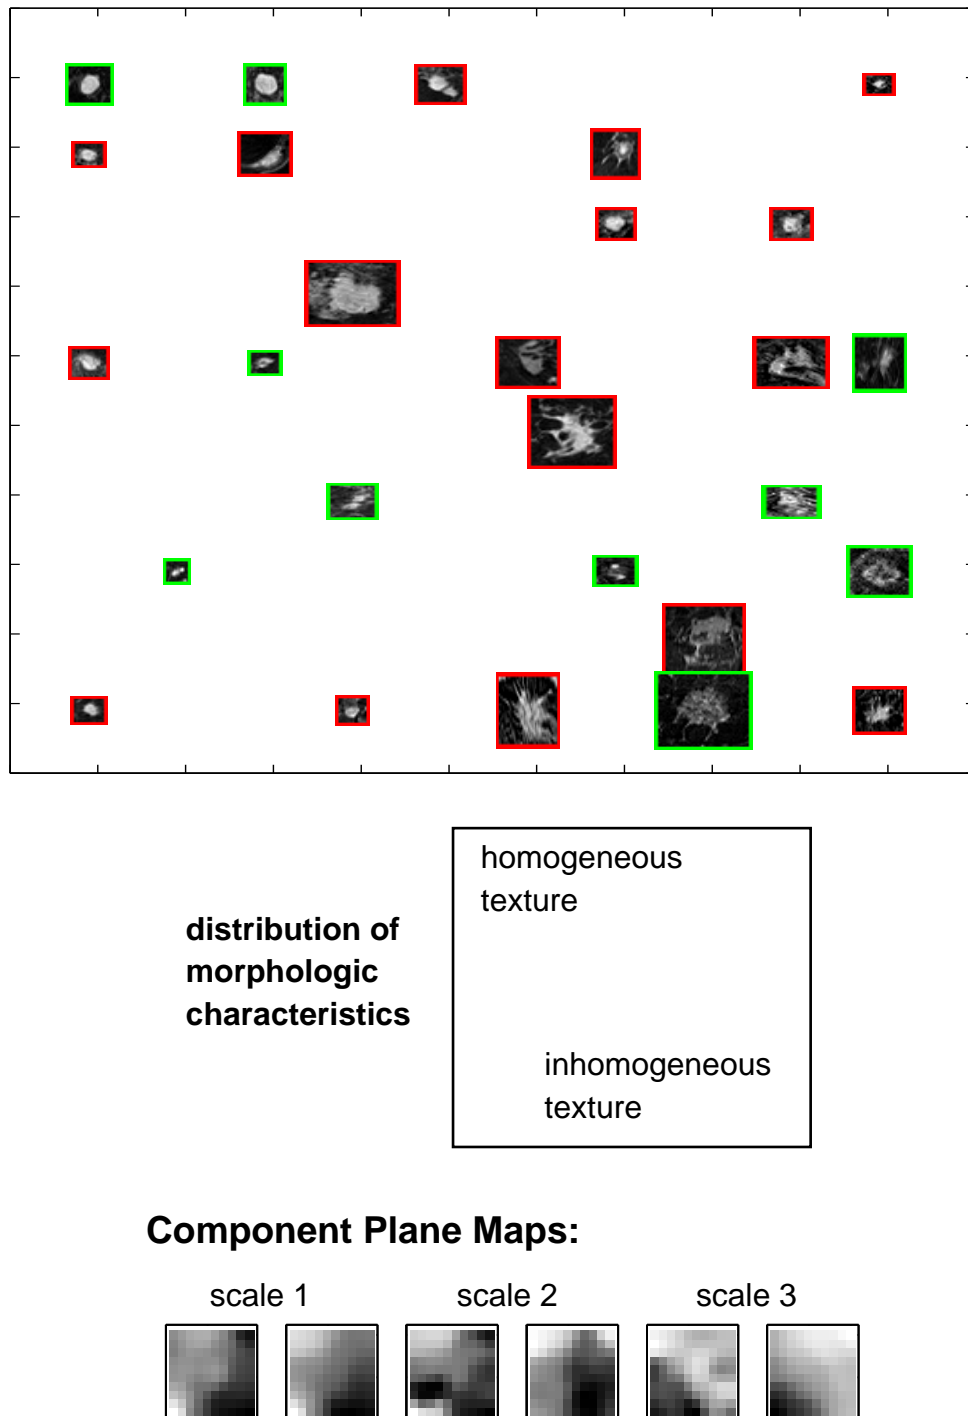 homogeneous
texture
distribution of
morphologic
characteristics
inhomogeneous
texture
Component Plane Maps:
scale 1 scale 2 scale 3